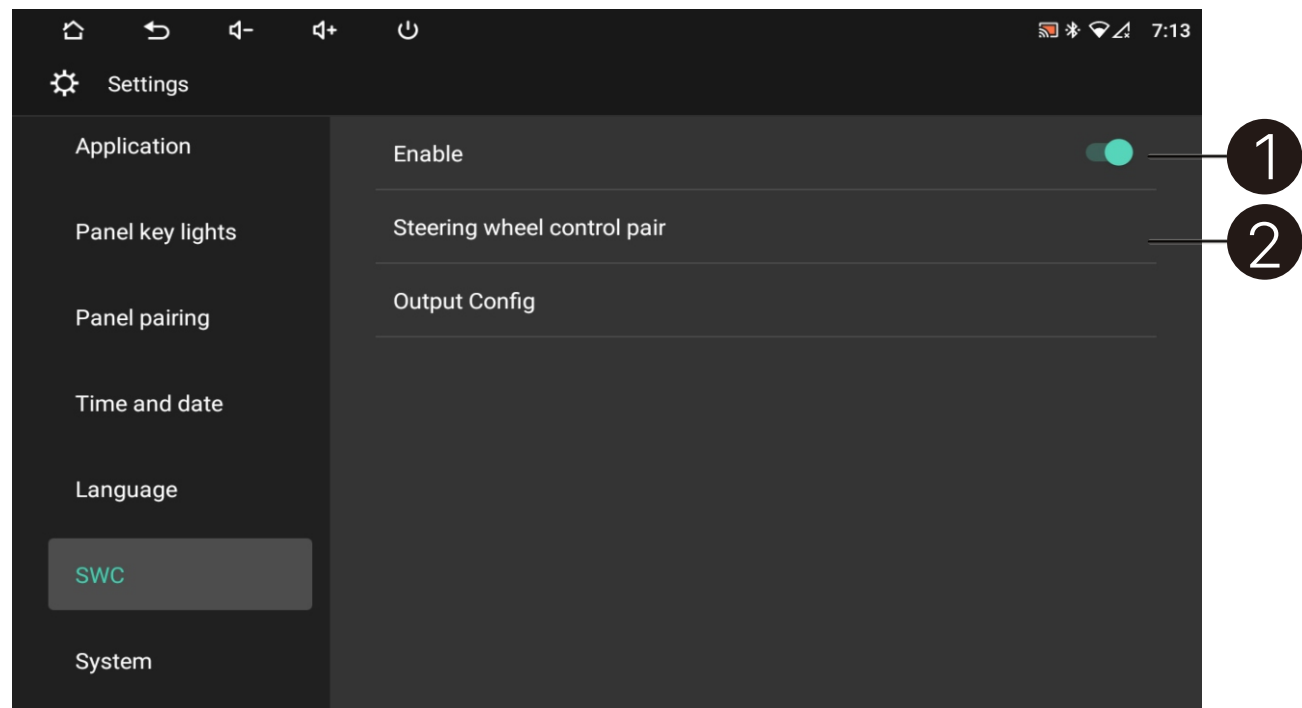 7:13
Settings
Application
Enable
1
Panel key lights
Steering wheel control pair
2
Panel pairing
Output Config
Time and date
Language
SWC
System